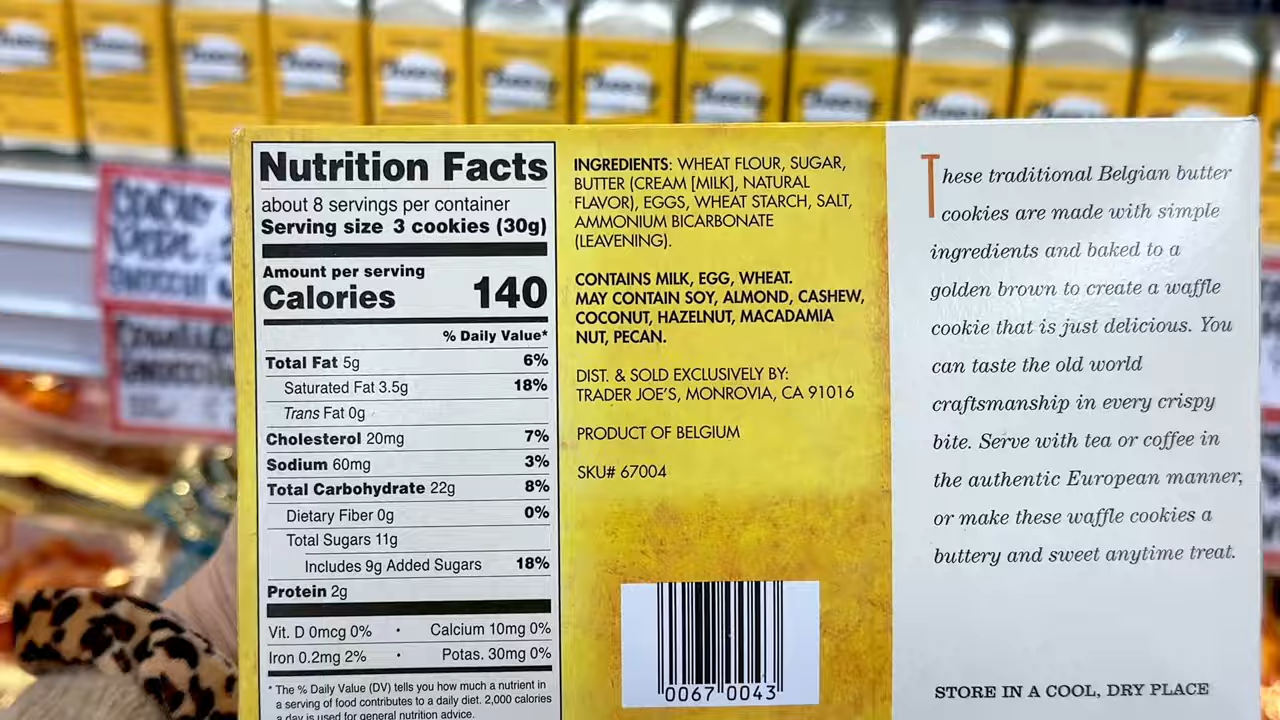 Nutrition Facts
about 8 servings per container
Serving size 3 cookies (30g)
Amount per serving
Calories 140
% Daily Value*
Total Fat 5g 6%
Saturated Fat 3.5g 18%
Trans Fat 0g
Cholesterol 20mg 7%
Sodium 60mg 3%
Total Carbohydrate 22g 8%
Dietary Fiber 0g 0%
Total Sugars 11g
Includes 9g Added Sugars 18%
Protein 2g
Vit. D 0mcg 0% • Calcium 10mg 0%
Iron 0.2mg 2% • Potas. 30mg 0%
* The % Daily Value (DV) tells you how much a nutrient in
a serving of food contributes to a daily diet. 2,000 calories
a day is used for general nutrition advice.
INGREDIENTS: WHEAT FLOUR, SUGAR,
BUTTER (CREAM [MILK], NATURAL
FLAVOR), EGGS, WHEAT STARCH, SALT,
AMMONIUM BICARBONATE
(LEAVENING).
CONTAINS MILK, EGG, WHEAT.
MAY CONTAIN SOY, ALMOND, CASHEW,
COCONUT, HAZELNUT, MACADAMIA
NUT, PECAN.
DIST. & SOLD EXCLUSIVELY BY:
TRADER JOE'S, MONROVIA, CA 91016
PRODUCT OF BELGIUM
SKU# 67004
0067 0043
These traditional Belgian butter
cookies are made with simple
ingredients and baked to a
golden brown to create a waffle
cookie that is just delicious. You
can taste the old world
craftsmanship in every crispy
bite. Serve with tea or coffee in
the authentic European manner,
or make these waffle cookies a
buttery and sweet anytime treat.
STORE IN A COOL, DRY PLACE